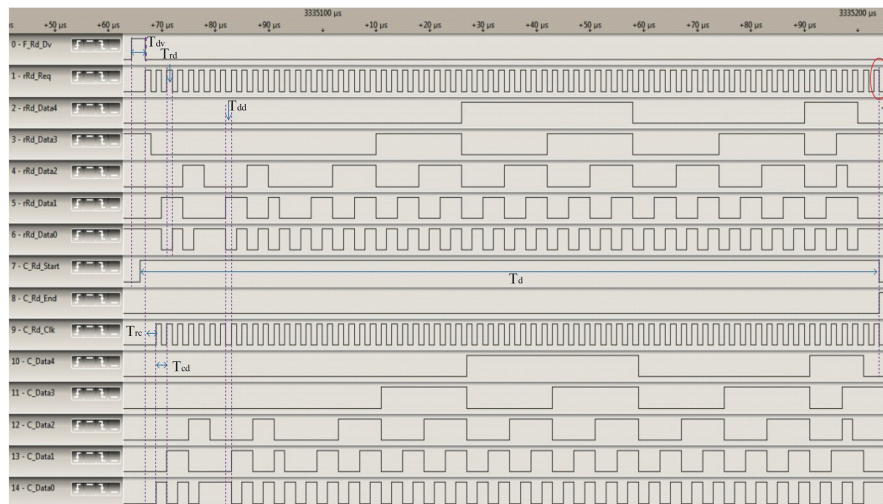 3335100 µs 3335200 µs
+50 µs +60 µs +70 µs +80 µs +90 µs +10 µs +20 µs +30 µs +40 µs +50 µs +60 µs +70 µs +80 µs +90 µs
0 - F_Rd_Dv
Tdv
Trd
1 - rRd_Req
2 - rRd_Data4
Tdd
3 - rRd_Data3
4 - rRd_Data2
5 - rRd_Data1
6 - rRd_Data0
7 - C_Rd_Start
Td
8 - C_Rd_End
9 - C_Rd_Clk
Trc
10 - C_Data4
Tcd
11 - C_Data3
12 - C_Data2
13 - C_Data1
14 - C_Data0